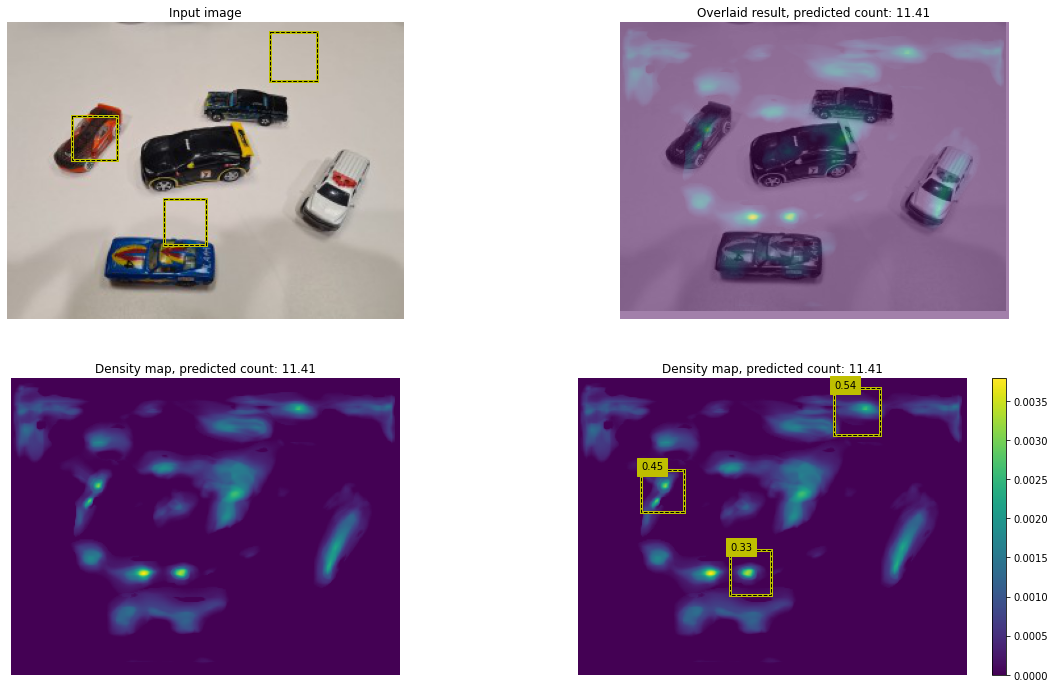 Input image
Overlaid result, predicted count: 11.41
Density map, predicted count: 11.41
Density map, predicted count: 11.41
0.54
0.45
0.33
0.0035
0.0030
0.0025
0.0020
0.0015
0.0010
0.0005
0.0000